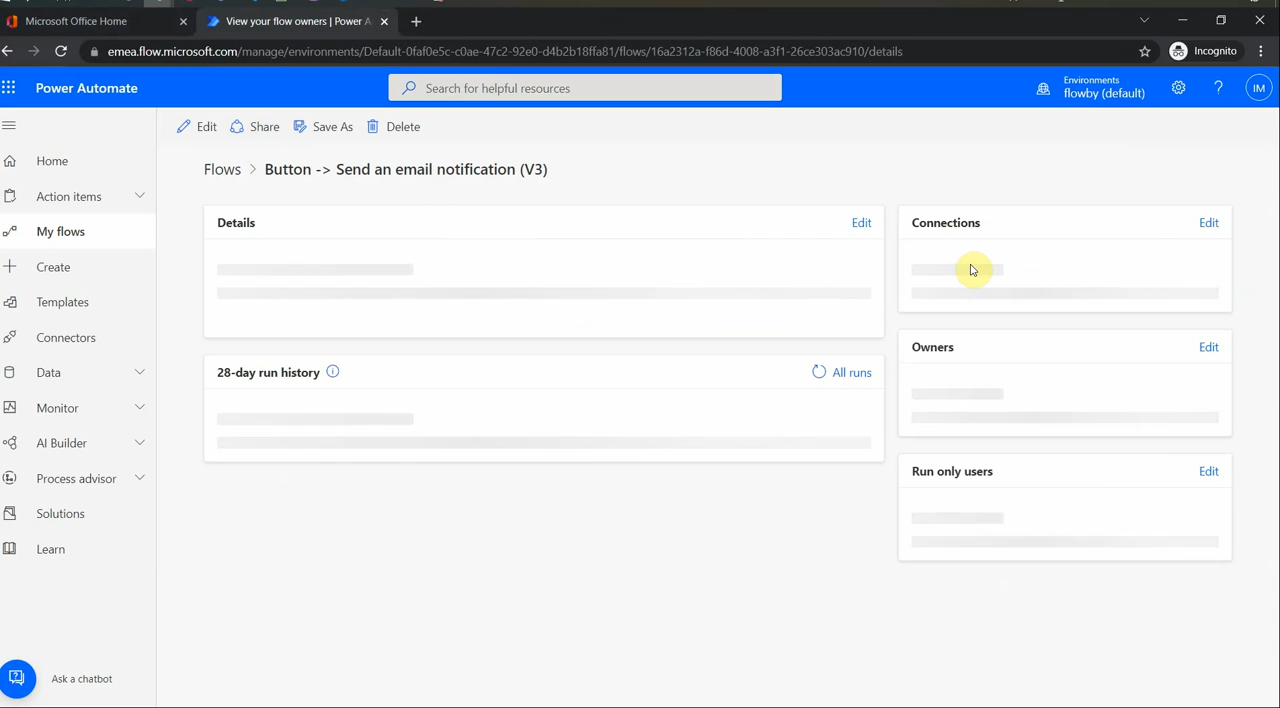 Microsoft Office Home
View your flow owners | Power A
emea.flow.microsoft.com/manage/environments/Default-0faf0e5c-c0ae-47c2-92e0-d4b2b18ffa81/flows/16a2312a-f86d-4008-a3f1-26ce303ac910/details
Incognito
Power Automate
Search for helpful resources
Environments
flowby (default)
IM
Edit
Share
Save As
Delete
Home
Action items
My flows
Create
Templates
Connectors
Data
Monitor
AI Builder
Process advisor
Solutions
Learn
Ask a chatbot
Flows > Button -> Send an email notification (V3)
Details
Edit
28-day run history
All runs
Connections
Edit
Owners
Edit
Run only users
Edit